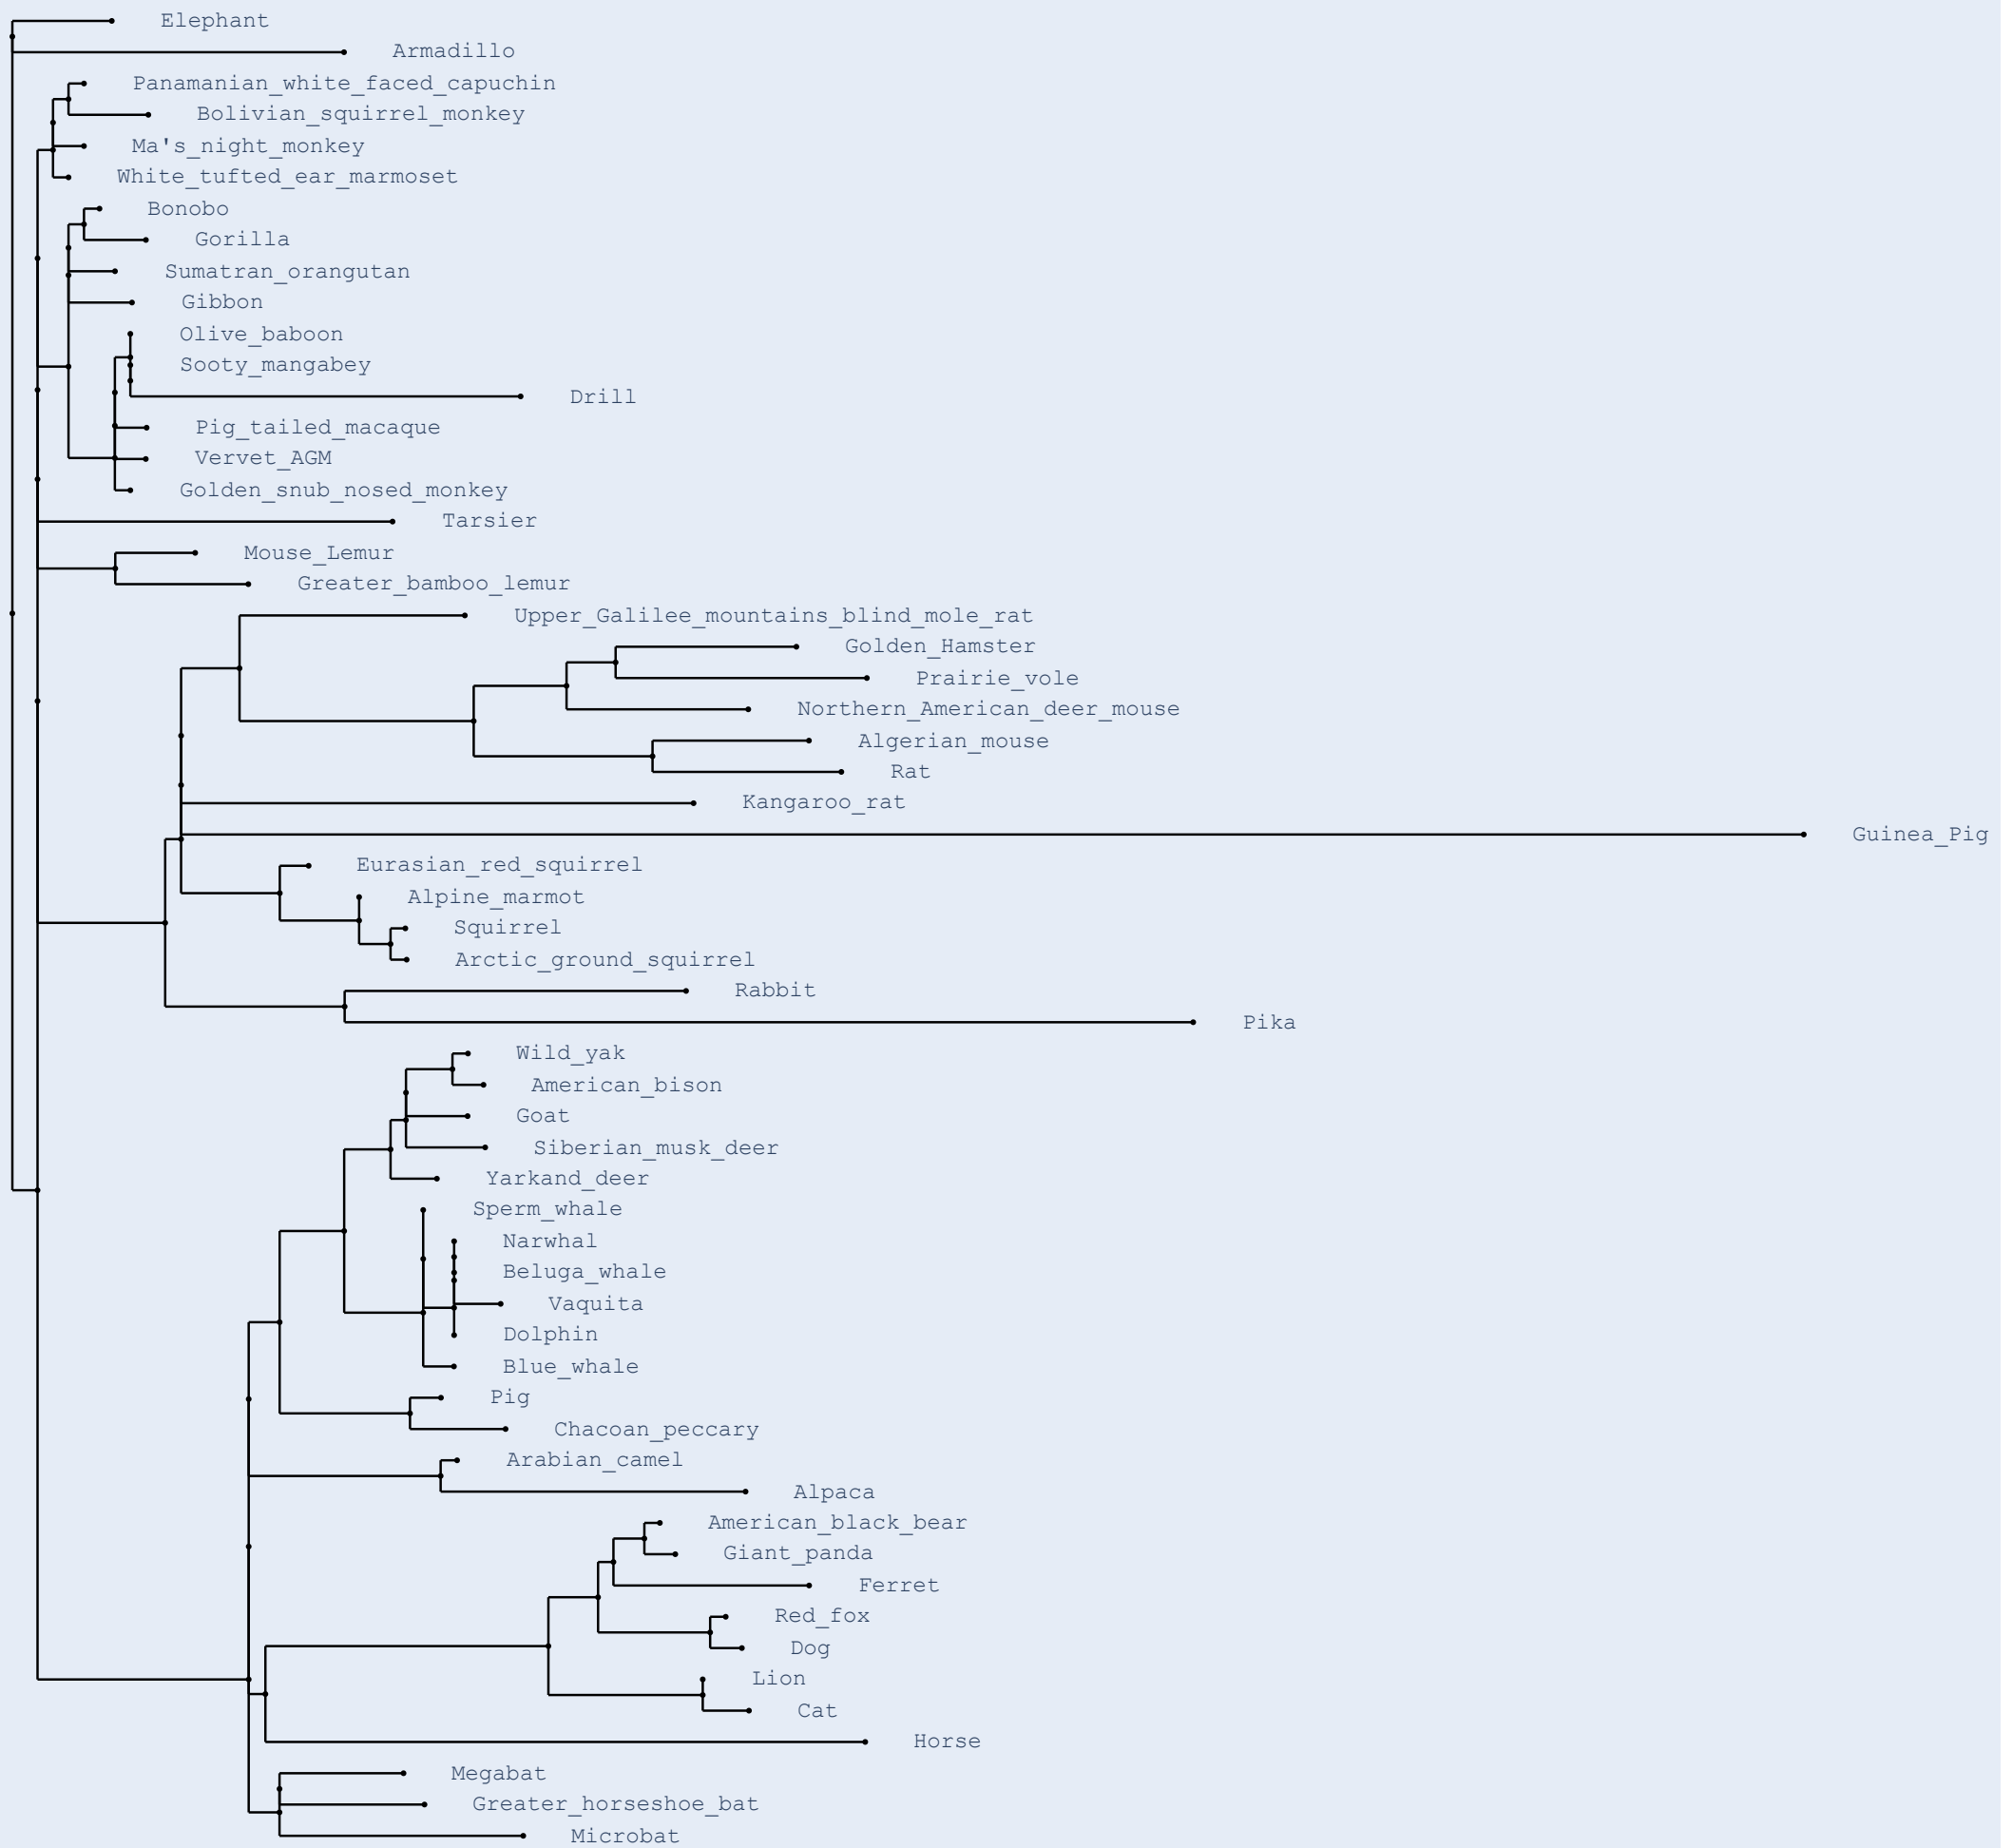 Elephant
Armadillo
Panamanian_white_faced_capuchin
Bolivian_squirrel_monkey
Ma's_night_monkey
White_tufted_ear_marmoset
Bonobo
Gorilla
Sumatran_orangutan
Gibbon
Olive_baboon
Sooty_mangabey
Drill
Pig_tailed_macaque
Vervet_AGM
Golden_snub_nosed_monkey
Tarsier
Mouse_Lemur
Greater_bamboo_lemur
Upper_Galilee_mountains_blind_mole_rat
Golden_Hamster
Prairie_vole
Northern_American_deer_mouse
Algerian_mouse
Rat
Kangaroo_rat
Guinea_Pig
Eurasian_red_squirrel
Alpine_marmot
Squirrel
Arctic_ground_squirrel
Rabbit
Pika
Wild_yak
American_bison
Goat
Siberian_musk_deer
Yarkand_deer
Sperm_whale
Narwhal
Beluga_whale
Vaquita
Dolphin
Blue_whale
Pig
Chacoan_peccary
Arabian_camel
Alpaca
American_black_bear
Giant_panda
Ferret
Red_fox
Dog
Lion
Cat
Horse
Megabat
Greater_horseshoe_bat
Microbat